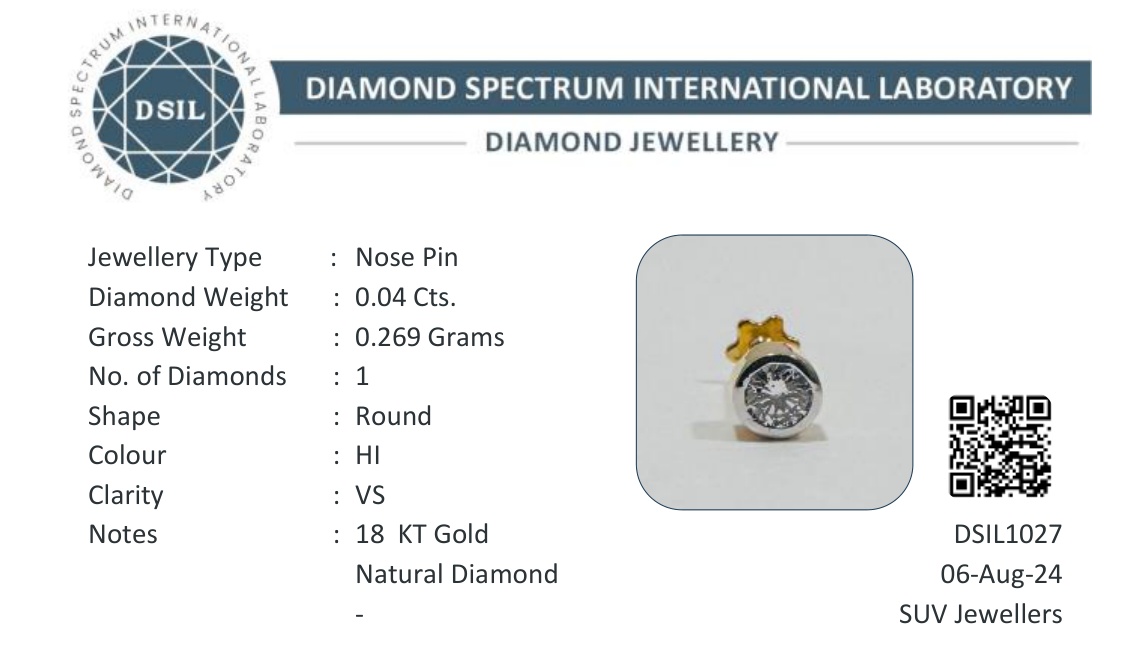 DIAMOND SPECTRUM INTERNATIONAL LABORATORY
DSIL
DIAMOND SPECTRUM INTERNATIONAL LABORATORY
DIAMOND JEWELLERY
Jewellery Type : Nose Pin
Diamond Weight : 0.04 Cts.
Gross Weight : 0.269 Grams
No. of Diamonds : 1
Shape : Round
Colour : HI
Clarity : VS
Notes : 18 KT Gold
Natural Diamond
-
DSIL1027
06-Aug-24
SUV Jewellers